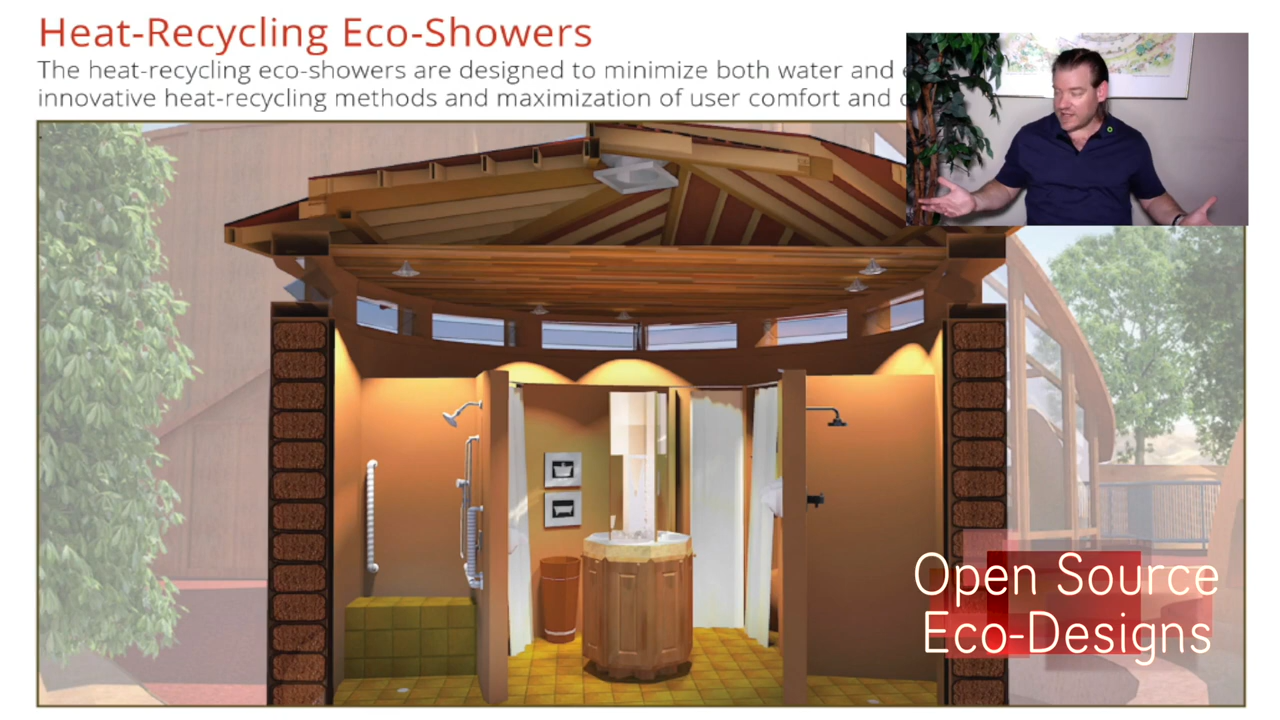 Heat-Recycling Eco-Showers
The heat-recycling eco-showers are designed to minimize both water and
innovative heat-recycling methods and maximization of user comfort and
Open Source
Eco-Designs